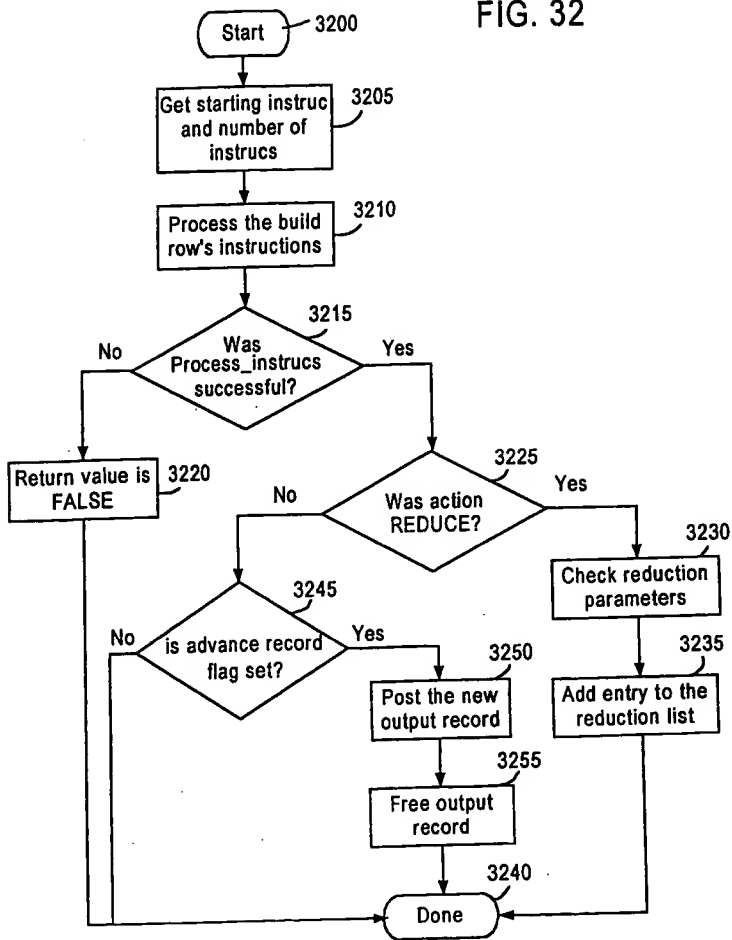 FIG. 32
Start
3200
Get starting instruc
and number of
instrucs
3205
Process the build
row's instructions
3210
Was
Process_instrucs
successful?
3215
No
Yes
Return value is
FALSE
3220
Was action
REDUCE?
3225
No
Yes
Check reduction
parameters
3230
Add entry to the
reduction list
3235
is advance record
flag set?
3245
No
Yes
Post the new
output record
3250
Free output
record
3255
Done
3240